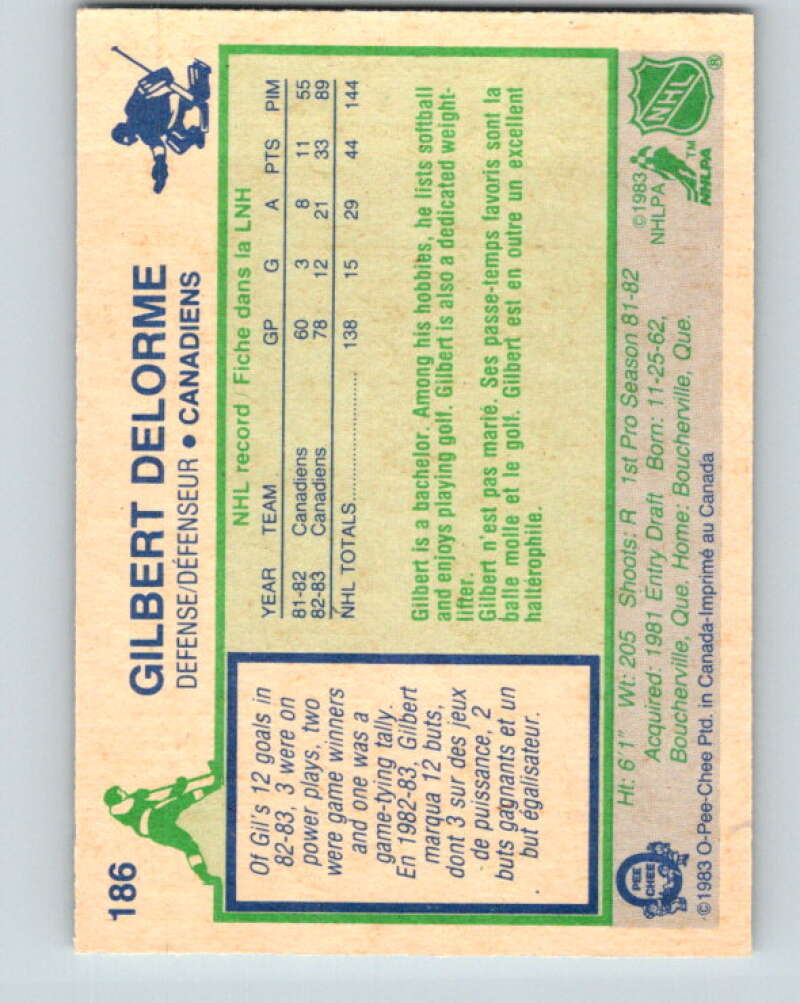 186
GILBERT DELORME
DEFENSE/DÉFENSEUR • CANADIENS
Of Gil's 12 goals in
82-83, 3 were on
power plays, two
were game winners
and one was a
game-tying tally.
En 1982-83, Gilbert
marqua 12 buts,
dont 3 sur des jeux
de puissance, 2
buts gagnants et un
but égalisateur.
NHL record / Fiche dans la LNH
YEAR TEAM GP G A PTS PIM
81-82 Canadiens 60 3 8 11 55
82-83 Canadiens 78 12 21 33 89
NHL TOTALS.................... 138 15 29 44 144
Gilbert is a bachelor. Among his hobbies, he lists softball
and enjoys playing golf. Gilbert is also a dedicated weight-
lifter.
Gilbert n'est pas marié. Ses passe-temps favoris sont la
balle molle et le golf. Gilbert est en outre un excellent
haltérophile.
PEE
CHEE
Ht: 6'1" Wt: 205 Shoots: R 1st Pro Season 81-82
Acquired: 1981 Entry Draft Born: 11-25-62,
Boucherville, Que. Home: Boucherville, Que.
©1983 O-Pee-Chee Ptd. in Canada-Imprimé au Canada
©1983
NHLPA
NHLPA
TM
NHL
®